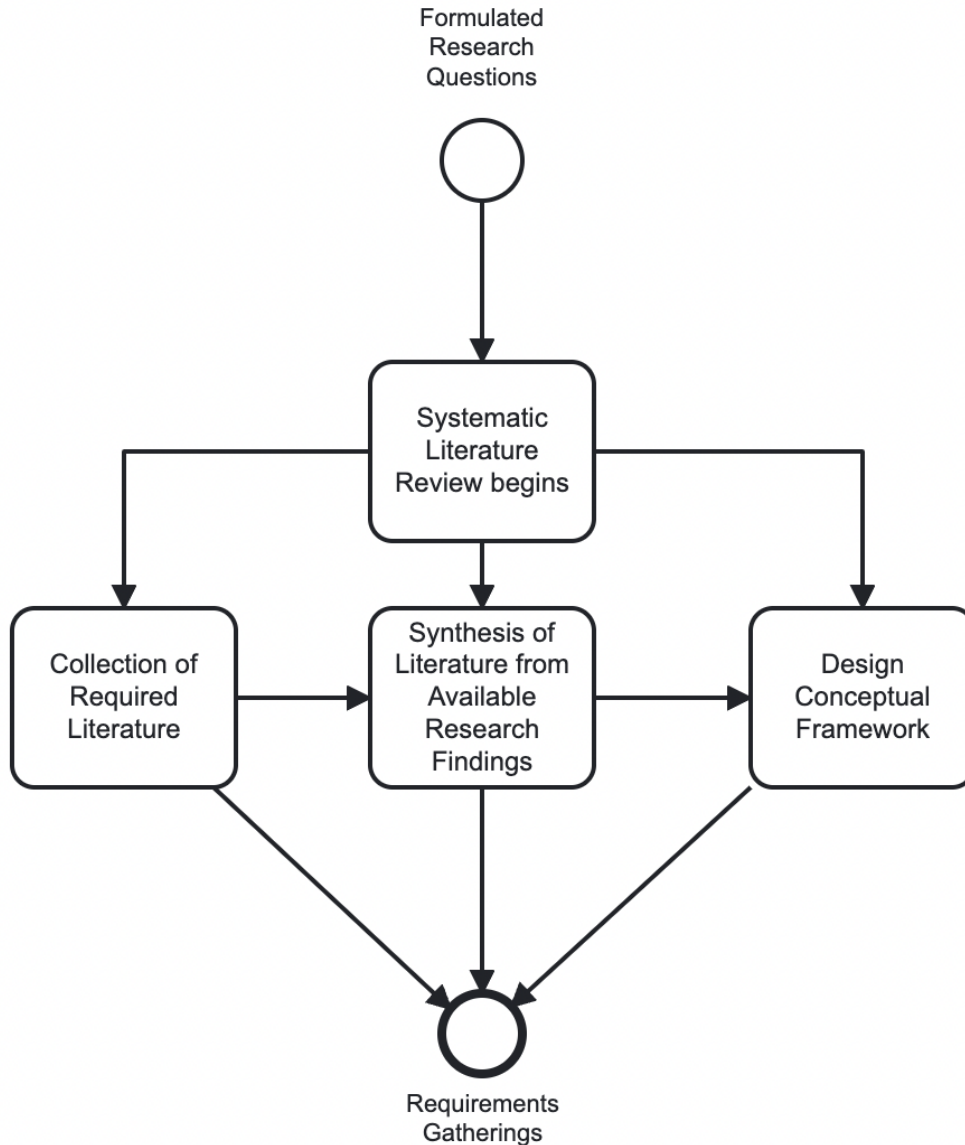 Formulated
Research
Questions
Systematic
Literature
Review begins
Collection of
Required
Literature
Synthesis of
Literature from
Available
Research
Findings
Design
Conceptual
Framework
Requirements
Gatherings